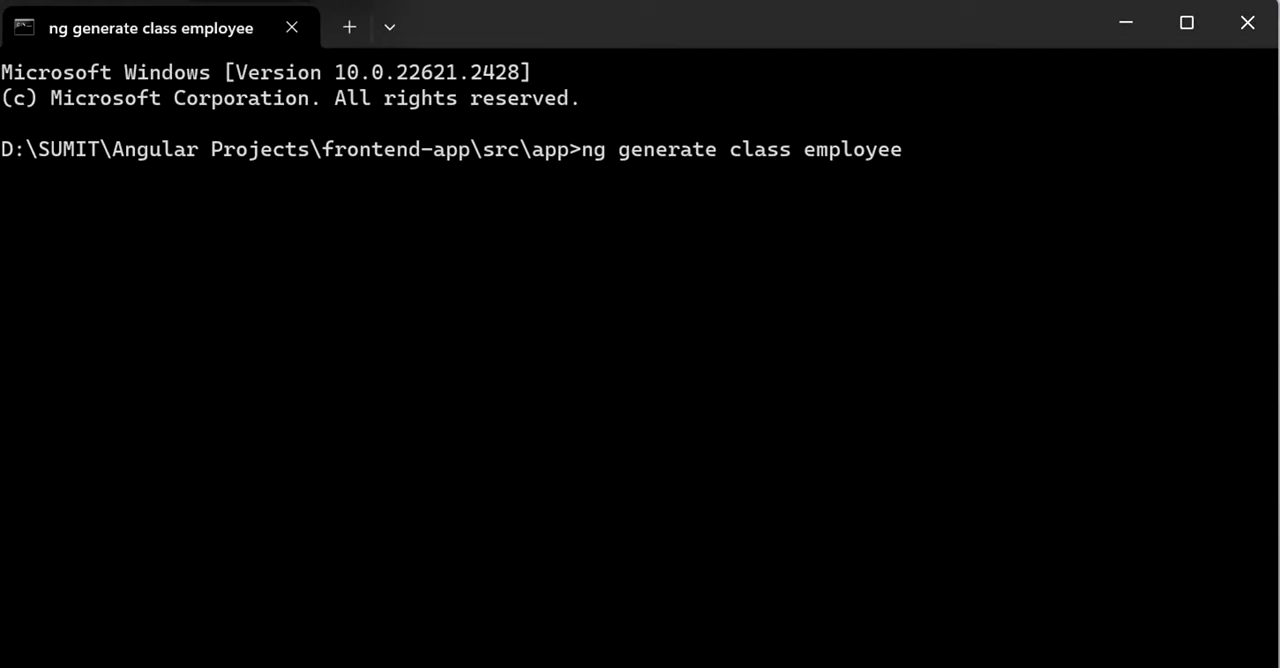 ng generate class employee
Microsoft Windows [Version 10.0.22621.2428]
(c) Microsoft Corporation. All rights reserved.
D:\SUMIT\Angular Projects\frontend-app\src\app>ng generate class employee